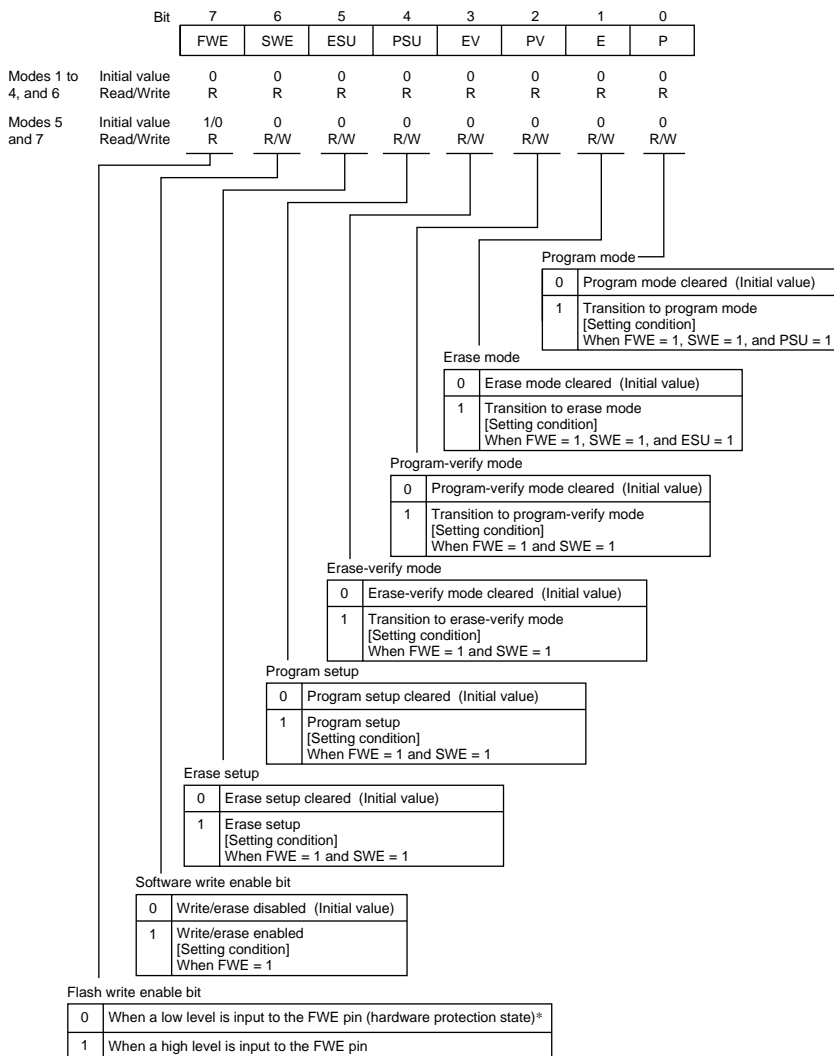 Bit 7 6 5 4 3 2 1 0
FWE SWE ESU PSU EV PV E P
Modes 1 to Initial value 0 0 0 0 0 0 0 0
4, and 6 Read/Write R R R R R R R R
Modes 5 Initial value 1/0 0 0 0 0 0 0 0
and 7 Read/Write R R/W R/W R/W R/W R/W R/W R/W
Program mode
0 Program mode cleared (Initial value)
1 Transition to program mode
[Setting condition]
When FWE = 1, SWE = 1, and PSU = 1
Erase mode
0 Erase mode cleared (Initial value)
1 Transition to erase mode
[Setting condition]
When FWE = 1, SWE = 1, and ESU = 1
Program-verify mode
0 Program-verify mode cleared (Initial value)
1 Transition to program-verify mode
[Setting condition]
When FWE = 1 and SWE = 1
Erase-verify mode
0 Erase-verify mode cleared (Initial value)
1 Transition to erase-verify mode
[Setting condition]
When FWE = 1 and SWE = 1
Program setup
0 Program setup cleared (Initial value)
1 Program setup
[Setting condition]
When FWE = 1 and SWE = 1
Erase setup
0 Erase setup cleared (Initial value)
1 Erase setup
[Setting condition]
When FWE = 1 and SWE = 1
Software write enable bit
0 Write/erase disabled (Initial value)
1 Write/erase enabled
[Setting condition]
When FWE = 1
Flash write enable bit
0 When a low level is input to the FWE pin (hardware protection state)*
1 When a high level is input to the FWE pin